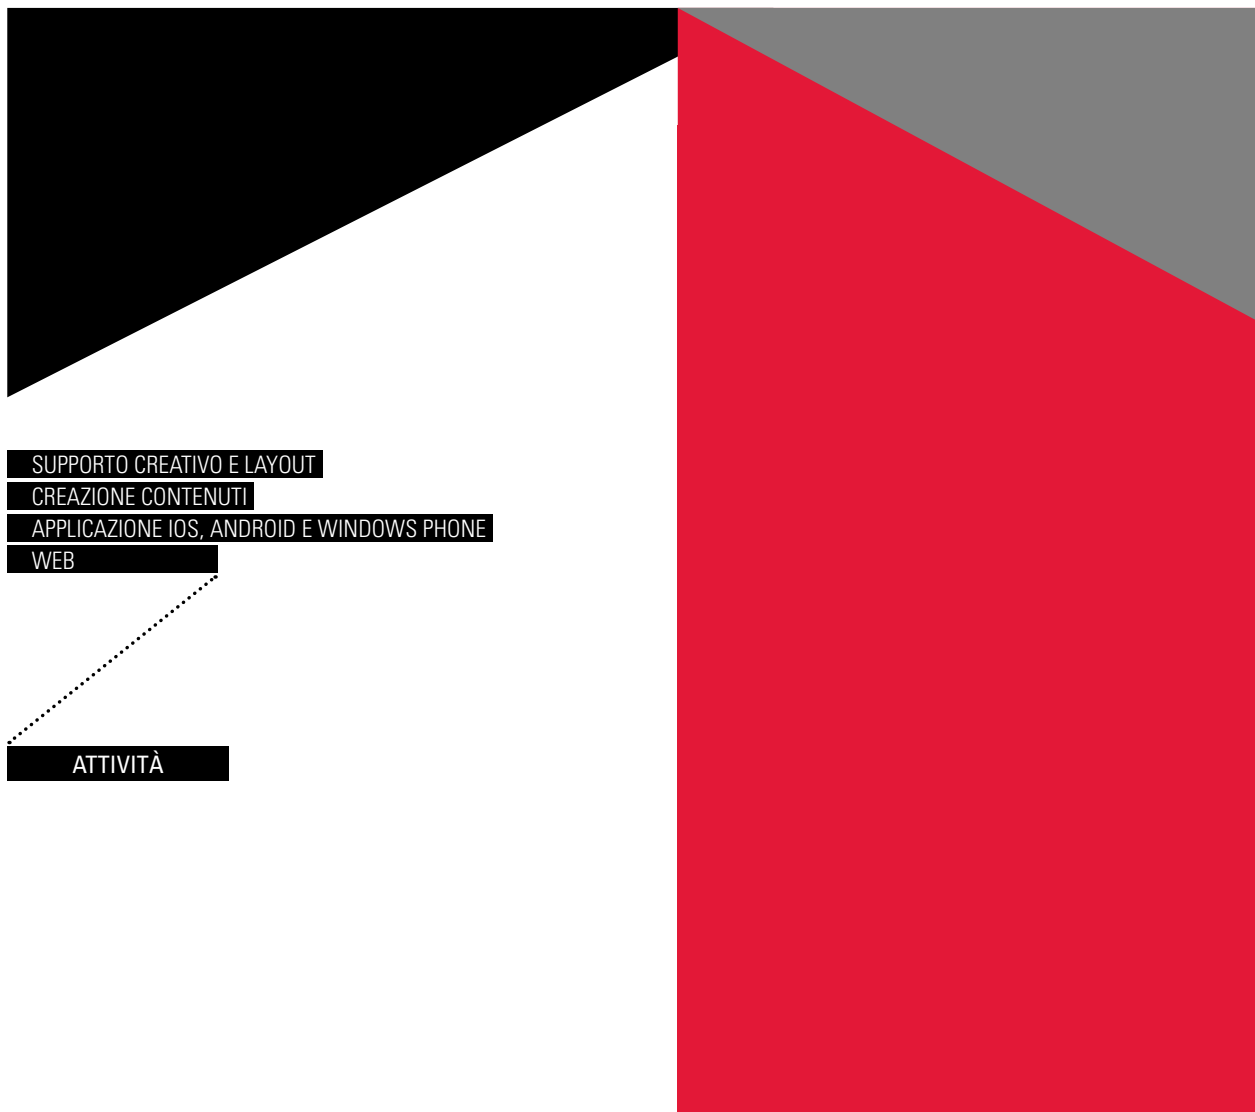 SUPPORTO CREATIVO E LAYOUT
CREAZIONE CONTENUTI
APPLICAZIONE IOS, ANDROID E WINDOWS PHONE
WEB
ATTIVITÀ